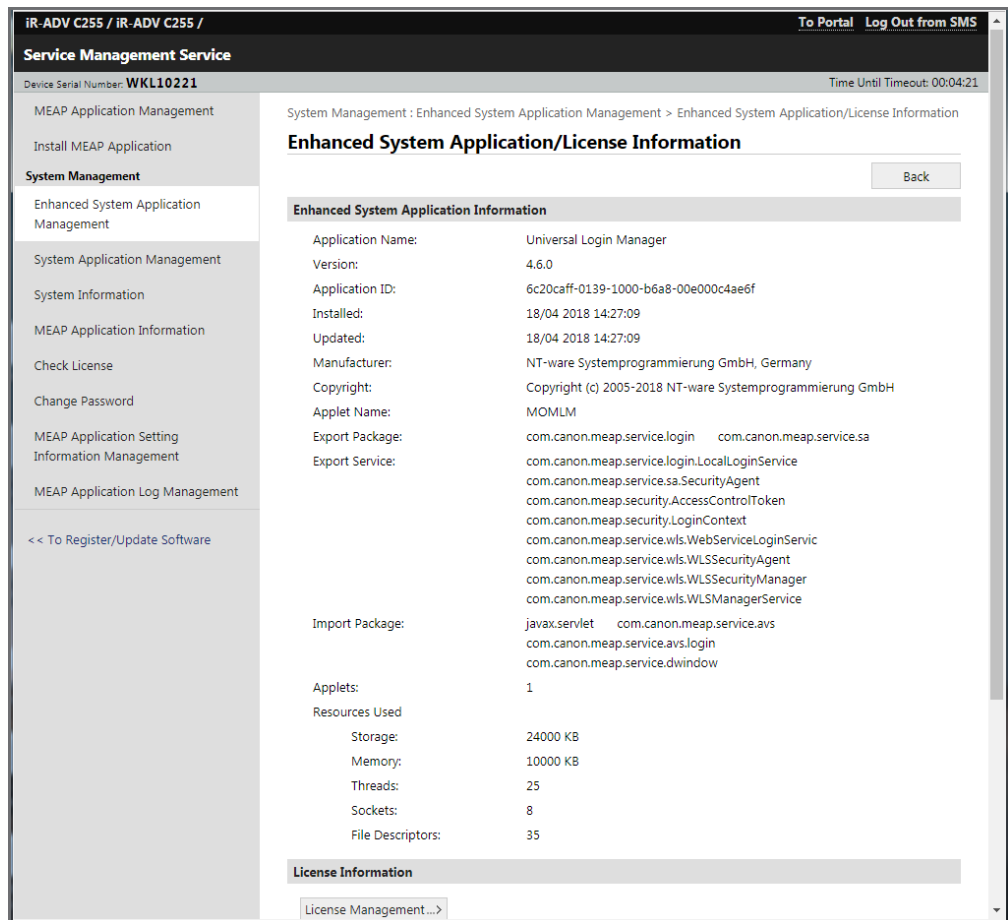 iR-ADV C255 / iR-ADV C255 /
To Portal Log Out from SMS
Service Management Service
Device Serial Number: WKL10221
Time Until Timeout: 00:04:21
MEAP Application Management
Install MEAP Application
System Management
Enhanced System Application
Management
System Application Management
System Information
MEAP Application Information
Check License
Change Password
MEAP Application Setting
Information Management
MEAP Application Log Management
<< To Register/Update Software
System Management : Enhanced System Application Management > Enhanced System Application/License Information
Enhanced System Application/License Information
Back
Enhanced System Application Information
Application Name: Universal Login Manager
Version: 4.6.0
Application ID: 6c20caff-0139-1000-b6a8-00e000c4ae6f
Installed: 18/04 2018 14:27:09
Updated: 18/04 2018 14:27:09
Manufacturer: NT-ware Systemprogrammierung GmbH, Germany
Copyright: Copyright (c) 2005-2018 NT-ware Systemprogrammierung GmbH
Applet Name: MOMLM
Export Package: com.canon.meap.service.login com.canon.meap.service.sa
Export Service: com.canon.meap.service.login.LocalLoginService
com.canon.meap.service.sa.SecurityAgent
com.canon.meap.security.AccessControlToken
com.canon.meap.security.LoginContext
com.canon.meap.service.wls.WebServiceLoginServic
com.canon.meap.service.wls.WLSSecurityAgent
com.canon.meap.service.wls.WLSSecurityManager
com.canon.meap.service.wls.WLSManagerService
Import Package: javax.servlet com.canon.meap.service.avs
com.canon.meap.service.avs.login
com.canon.meap.service.dwindow
Applets: 1
Resources Used
Storage: 24000 KB
Memory: 10000 KB
Threads: 25
Sockets: 8
File Descriptors: 35
License Information
License Management...>